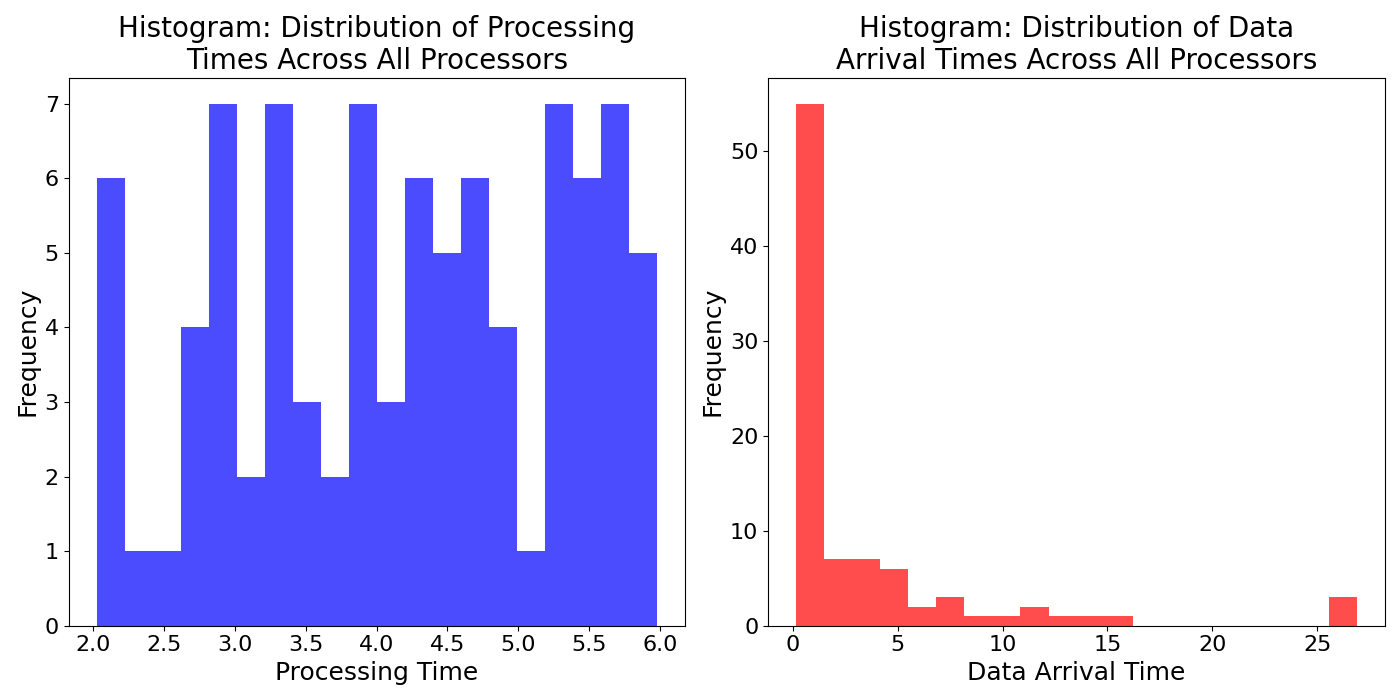 Histogram: Distribution of Processing
Times Across All Processors
7
6
5
4
3
2
1
0
Frequency
2.0 2.5 3.0 3.5 4.0 4.5 5.0 5.5 6.0
Processing Time
Histogram: Distribution of Data
Arrival Times Across All Processors
50
40
30
20
10
0
Frequency
0 5 10 15 20 25
Data Arrival Time